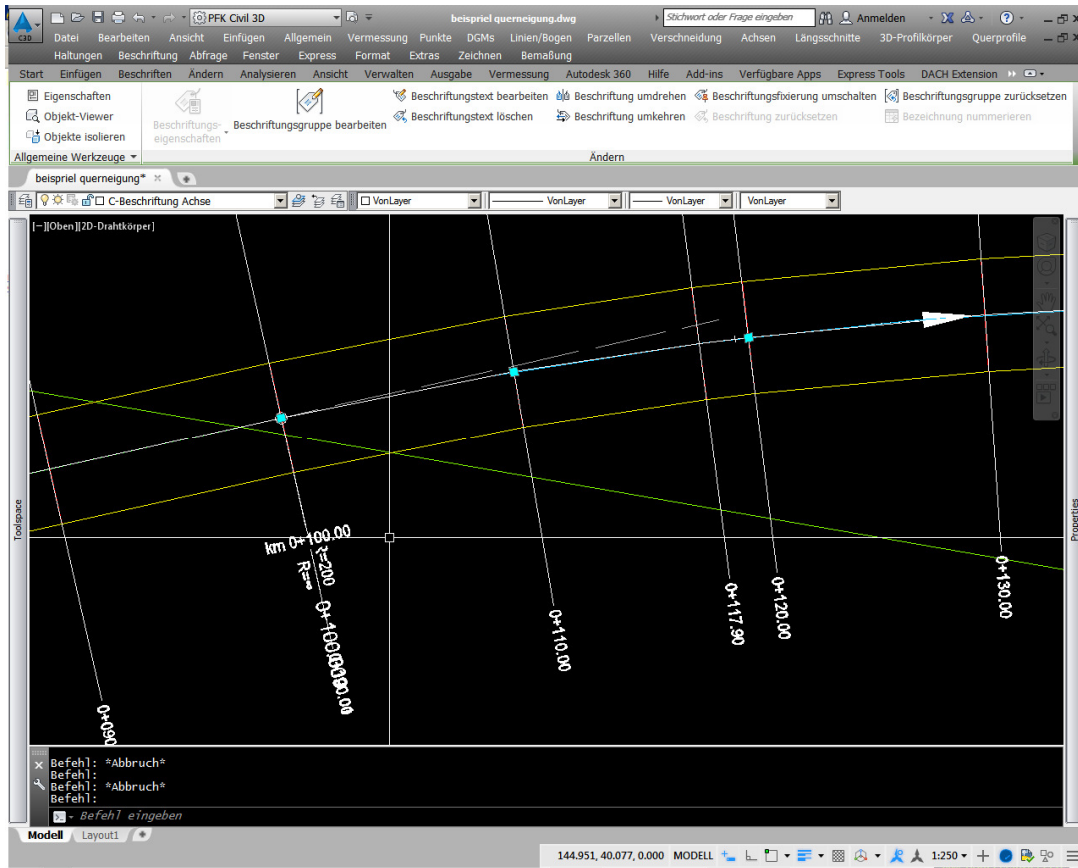 C3D PFK Civil 3D beispriel querneigung.dwg Stichwort oder Frage eingeben Anmelden
Datei Bearbeiten Ansicht Einfügen Allgemein Vermessung Punkte DGMs Linien/Bogen Parzellen Verschneidung Achsen Längsschnitte 3D-Profilkörper Querprofile
Haltungen Beschriftung Abfrage Fenster Express Format Extras Zeichnen Bemaßung
Start Einfügen Beschriften Ändern Analysieren Ansicht Verwalten Ausgabe Vermessung Autodesk 360 Hilfe Add-ins Verfügbare Apps Express Tools DACH Extension
Eigenschaften
Objekt-Viewer
Objekte isolieren
Allgemeine Werkzeuge
Beschriftungs-
eigenschaften
Beschriftungsgruppe bearbeiten
Beschriftungstext bearbeiten Beschriftung umdrehen Beschriftungsfixierung umschalten Beschriftungsgruppe zurücksetzen
Beschriftungstext löschen Beschriftung umkehren Beschriftung zurücksetzen Bezeichnung nummerieren
Ändern
beispriel querneigung*
C-Beschriftung Achse VonLayer VonLayer VonLayer VonLayer
[−][Oben][2D-Drahtkörper]
Toolspace
Properties
km 0+100.00
R=200
R=∞
0+090
0+110.00
0+117.90
0+120.00
0+130.00
Befehl: *Abbruch*
Befehl:
Befehl: *Abbruch*
Befehl:
Befehl eingeben
Modell Layout1
144.951, 40.077, 0.000 MODELL 1:250